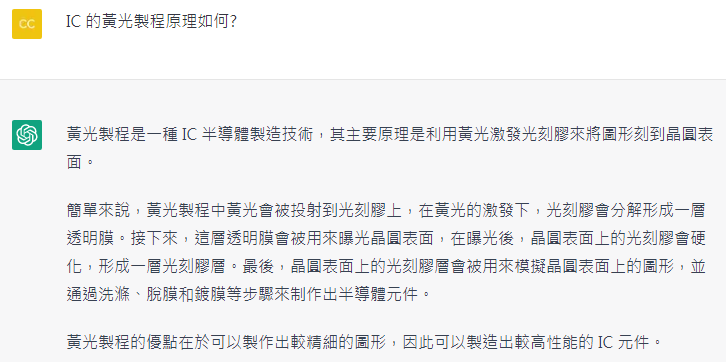 CC
IC 的黃光製程原理如何?
黃光製程是一種 IC 半導體製造技術，其主要原理是利用黃光激發光刻膠來將圖形刻到晶圓表
面。
簡單來說，黃光製程中黃光會被投射到光刻膠上，在黃光的激發下，光刻膠會分解形成一層
透明膜。接下來，這層透明膜會被用來曝光晶圓表面，在曝光後，晶圓表面上的光刻膠會硬
化，形成一層光刻膠層。最後，晶圓表面上的光刻膠層會被用來模擬晶圓表面上的圖形，並
通過洗滌、脫膜和鍍膜等步驟來制作出半導體元件。
黃光製程的優點在於可以製作出較精細的圖形，因此可以製造出較高性能的 IC 元件。